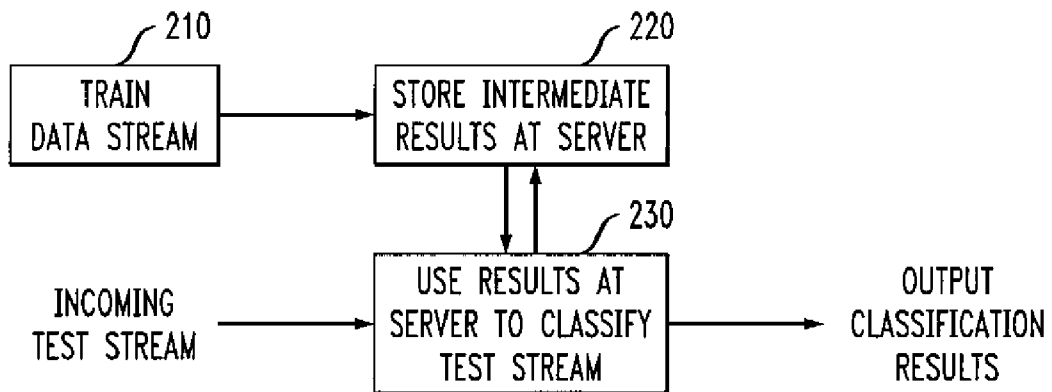 210
TRAIN
DATA STREAM
220
STORE INTERMEDIATE
RESULTS AT SERVER
230
INCOMING
TEST STREAM
USE RESULTS AT
SERVER TO CLASSIFY
TEST STREAM
OUTPUT
CLASSIFICATION
RESULTS